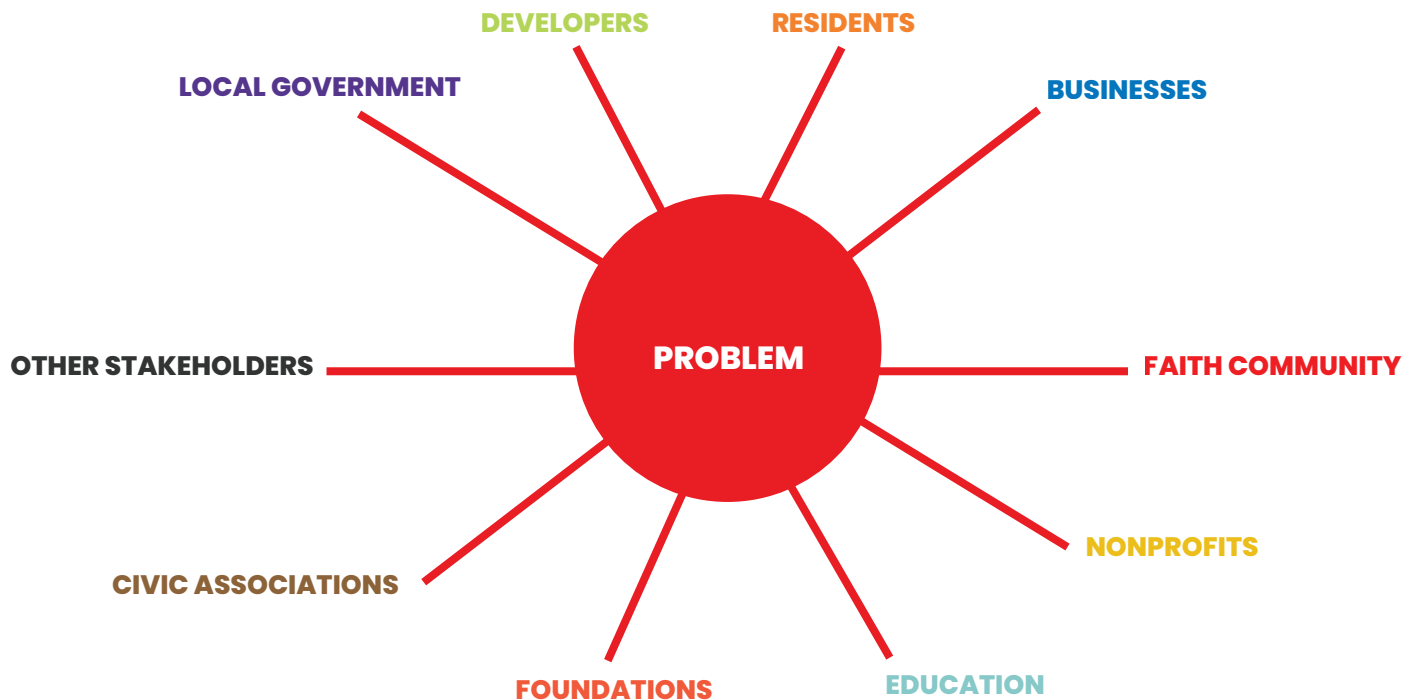 DEVELOPERS
RESIDENTS
LOCAL GOVERNMENT
BUSINESSES
PROBLEM
OTHER STAKEHOLDERS
FAITH COMMUNITY
NONPROFITS
CIVIC ASSOCIATIONS
EDUCATION
FOUNDATIONS